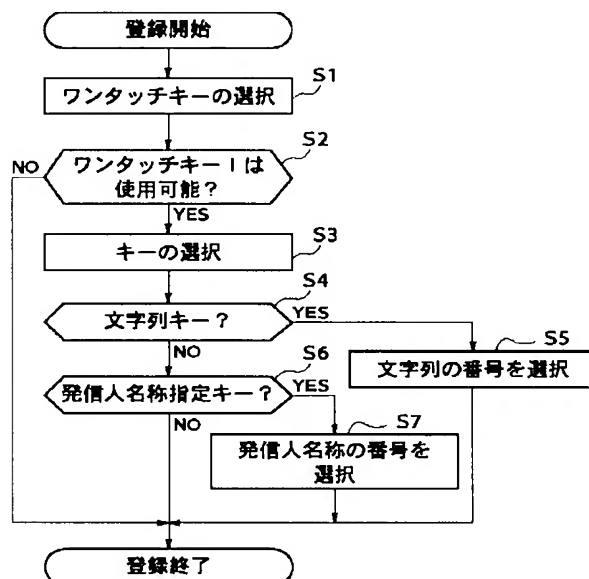 登録開始
S1
ワンタッチキーの選択
S2
NO
ワンタッチキー1は
使用可能?
YES
S3
キーの選択
S4
文字列キー?
YES
S5
NO
S6
文字列の番号を選択
発信人名称指定キー?
YES
NO
S7
発信人名称の番号を
選択
登録終了